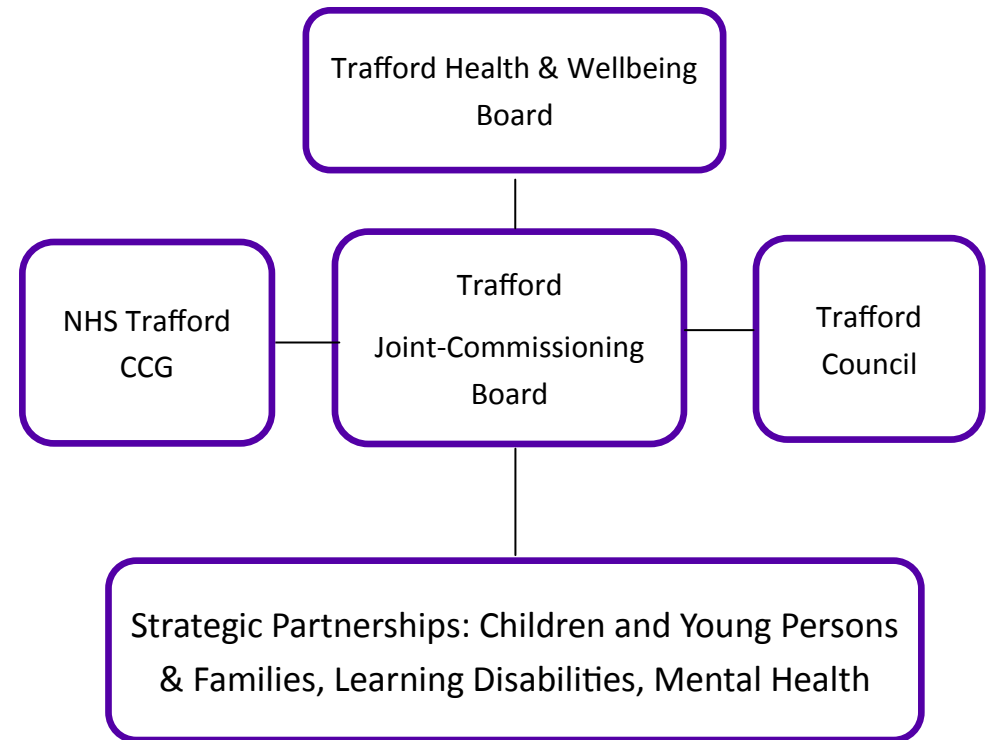 Trafford Health & Wellbeing
Board
NHS Trafford
CCG
Trafford
Joint-Commissioning
Board
Trafford
Council
Strategic Partnerships: Children and Young Persons
& Families, Learning Disabilities, Mental Health